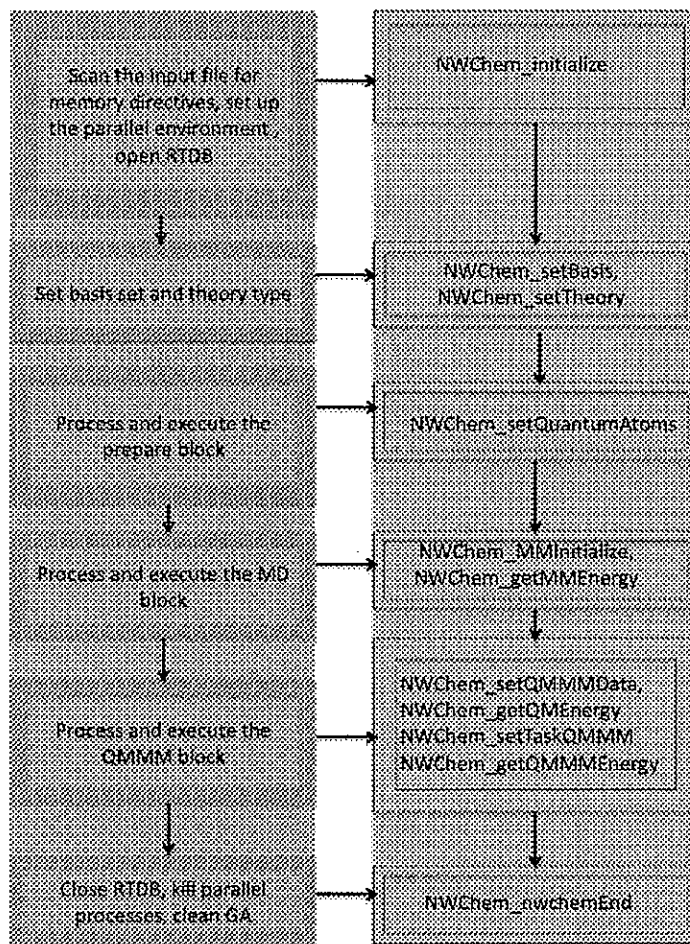 Scan the input file for
memory directives, set up
the parallel environment ,
open RTDB
NWChem_initialize
Set basis set and theory type
NWChem_setBasis,
NWChem_setTheory
Process and execute the
prepare block
NWChem_setQuantumAtoms
Process and execute the MD
block
NWChem_MMInitialize,
NWChem_getMMEnergy
Process and execute the
QMMM block
NWChem_setQMMMData,
NWChem_getQMEnergy
NWChem_setTaskQMMM
NWChem_getQMMMEnergy
Close RTDB, kill parallel
processes, clean GA
NWChem_nwchemEnd